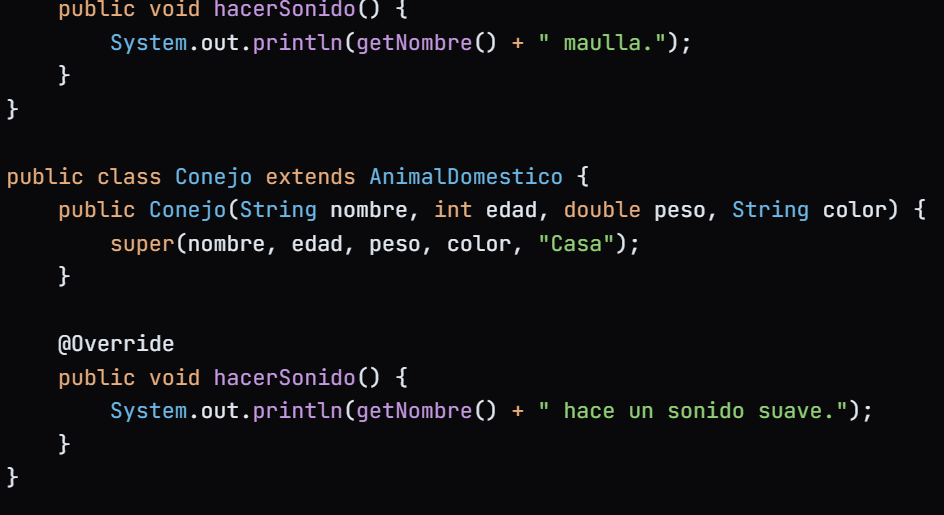 public void hacerSonido() {
System.out.println(getNombre() + " maulla.");
}
}
public class Conejo extends AnimalDomestico {
public Conejo(String nombre, int edad, double peso, String color) {
super(nombre, edad, peso, color, "Casa");
}
@Override
public void hacerSonido() {
System.out.println(getNombre() + " hace un sonido suave.");
}
}